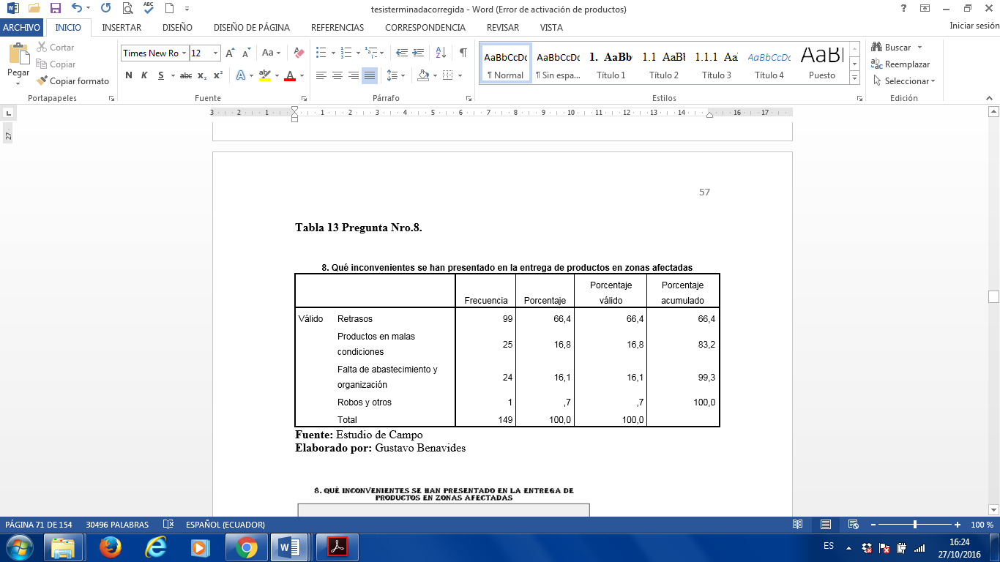 tesisterminadacorregida - Word (Error de activación de productos)
ARCHIVO INICIO INSERTAR DISEÑO DISEÑO DE PÁGINA REFERENCIAS CORRESPONDENCIA REVISAR VISTA Iniciar sesión
Pegar
Cortar
Copiar
Copiar formato
Portapapeles
Times New Ro 12
N K S abc x₂ x²
Fuente
Párrafo
AaBbCcDc AaBbCcDc 1. AaBb 1.1 AaBl 1.1.1 Aa AaBbCcDc AaBl
¶ Normal ¶ Sin espa... Título 1 Título 2 Título 3 Título 4 Puesto
Estilos
Buscar
Reemplazar
Seleccionar
Edición
3 2 1 1 2 3 4 5 6 7 8 9 10 11 12 13 14 16 17
27
57
Tabla 13 Pregunta Nro.8.
8. Qué inconvenientes se han presentado en la entrega de productos en zonas afectadas
Frecuencia Porcentaje Porcentaje válido Porcentaje acumulado
Válido Retrasos 99 66,4 66,4 66,4
Productos en malas
condiciones 25 16,8 16,8 83,2
Falta de abastecimiento y
organización 24 16,1 16,1 99,3
Robos y otros 1 ,7 ,7 100,0
Total 149 100,0 100,0
Fuente: Estudio de Campo
Elaborado por: Gustavo Benavides
8. QUÉ INCONVENIENTES SE HAN PRESENTADO EN LA ENTREGA DE
PRODUCTOS EN ZONAS AFECTADAS
PÁGINA 71 DE 154 30496 PALABRAS ESPAÑOL (ECUADOR) 100 %
ES 16:24
27/10/2016